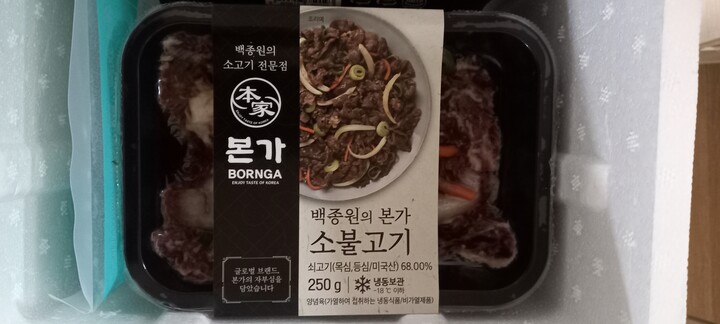 백종원의
소고기 전문점
本家
본가
BORNGA
ENJOY TASTE OF KOREA
글로벌 브랜드,
본가의 자부심을
담았습니다
조리예
백종원의 본가
소불고기
쇠고기(목심,등심/미국산) 68.00%
250g
냉동보관
-18℃ 이하
양념육(가열하여 섭취하는 냉동식품/비가열제품)